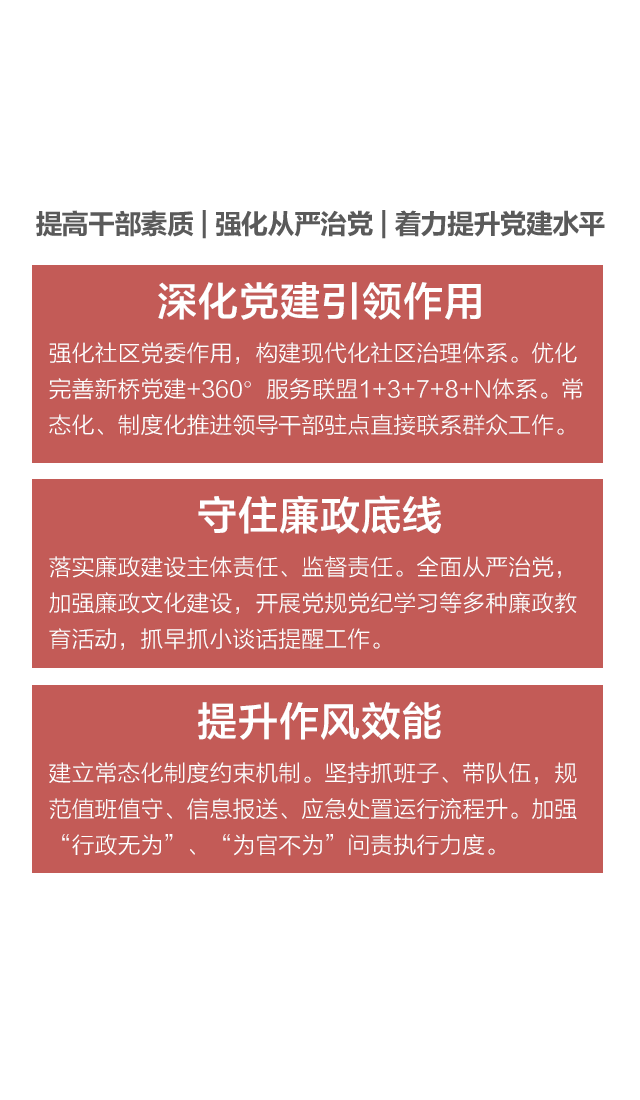 提高干部素质 | 强化从严治党 | 着力提升党建水平
深化党建引领作用
强化社区党委作用，构建现代化社区治理体系。优化
完善新桥党建+360°服务联盟1+3+7+8+N体系。常
态化、制度化推进领导干部驻点直接联系群众工作。
守住廉政底线
落实廉政建设主体责任、监督责任。全面从严治党，
加强廉政文化建设，开展党规党纪学习等多种廉政教
育活动，抓早抓小谈话提醒工作。
提升作风效能
建立常态化制度约束机制。坚持抓班子、带队伍，规
范值班值守、信息报送、应急处置运行流程升。加强
“行政无为”、“为官不为”问责执行力度。